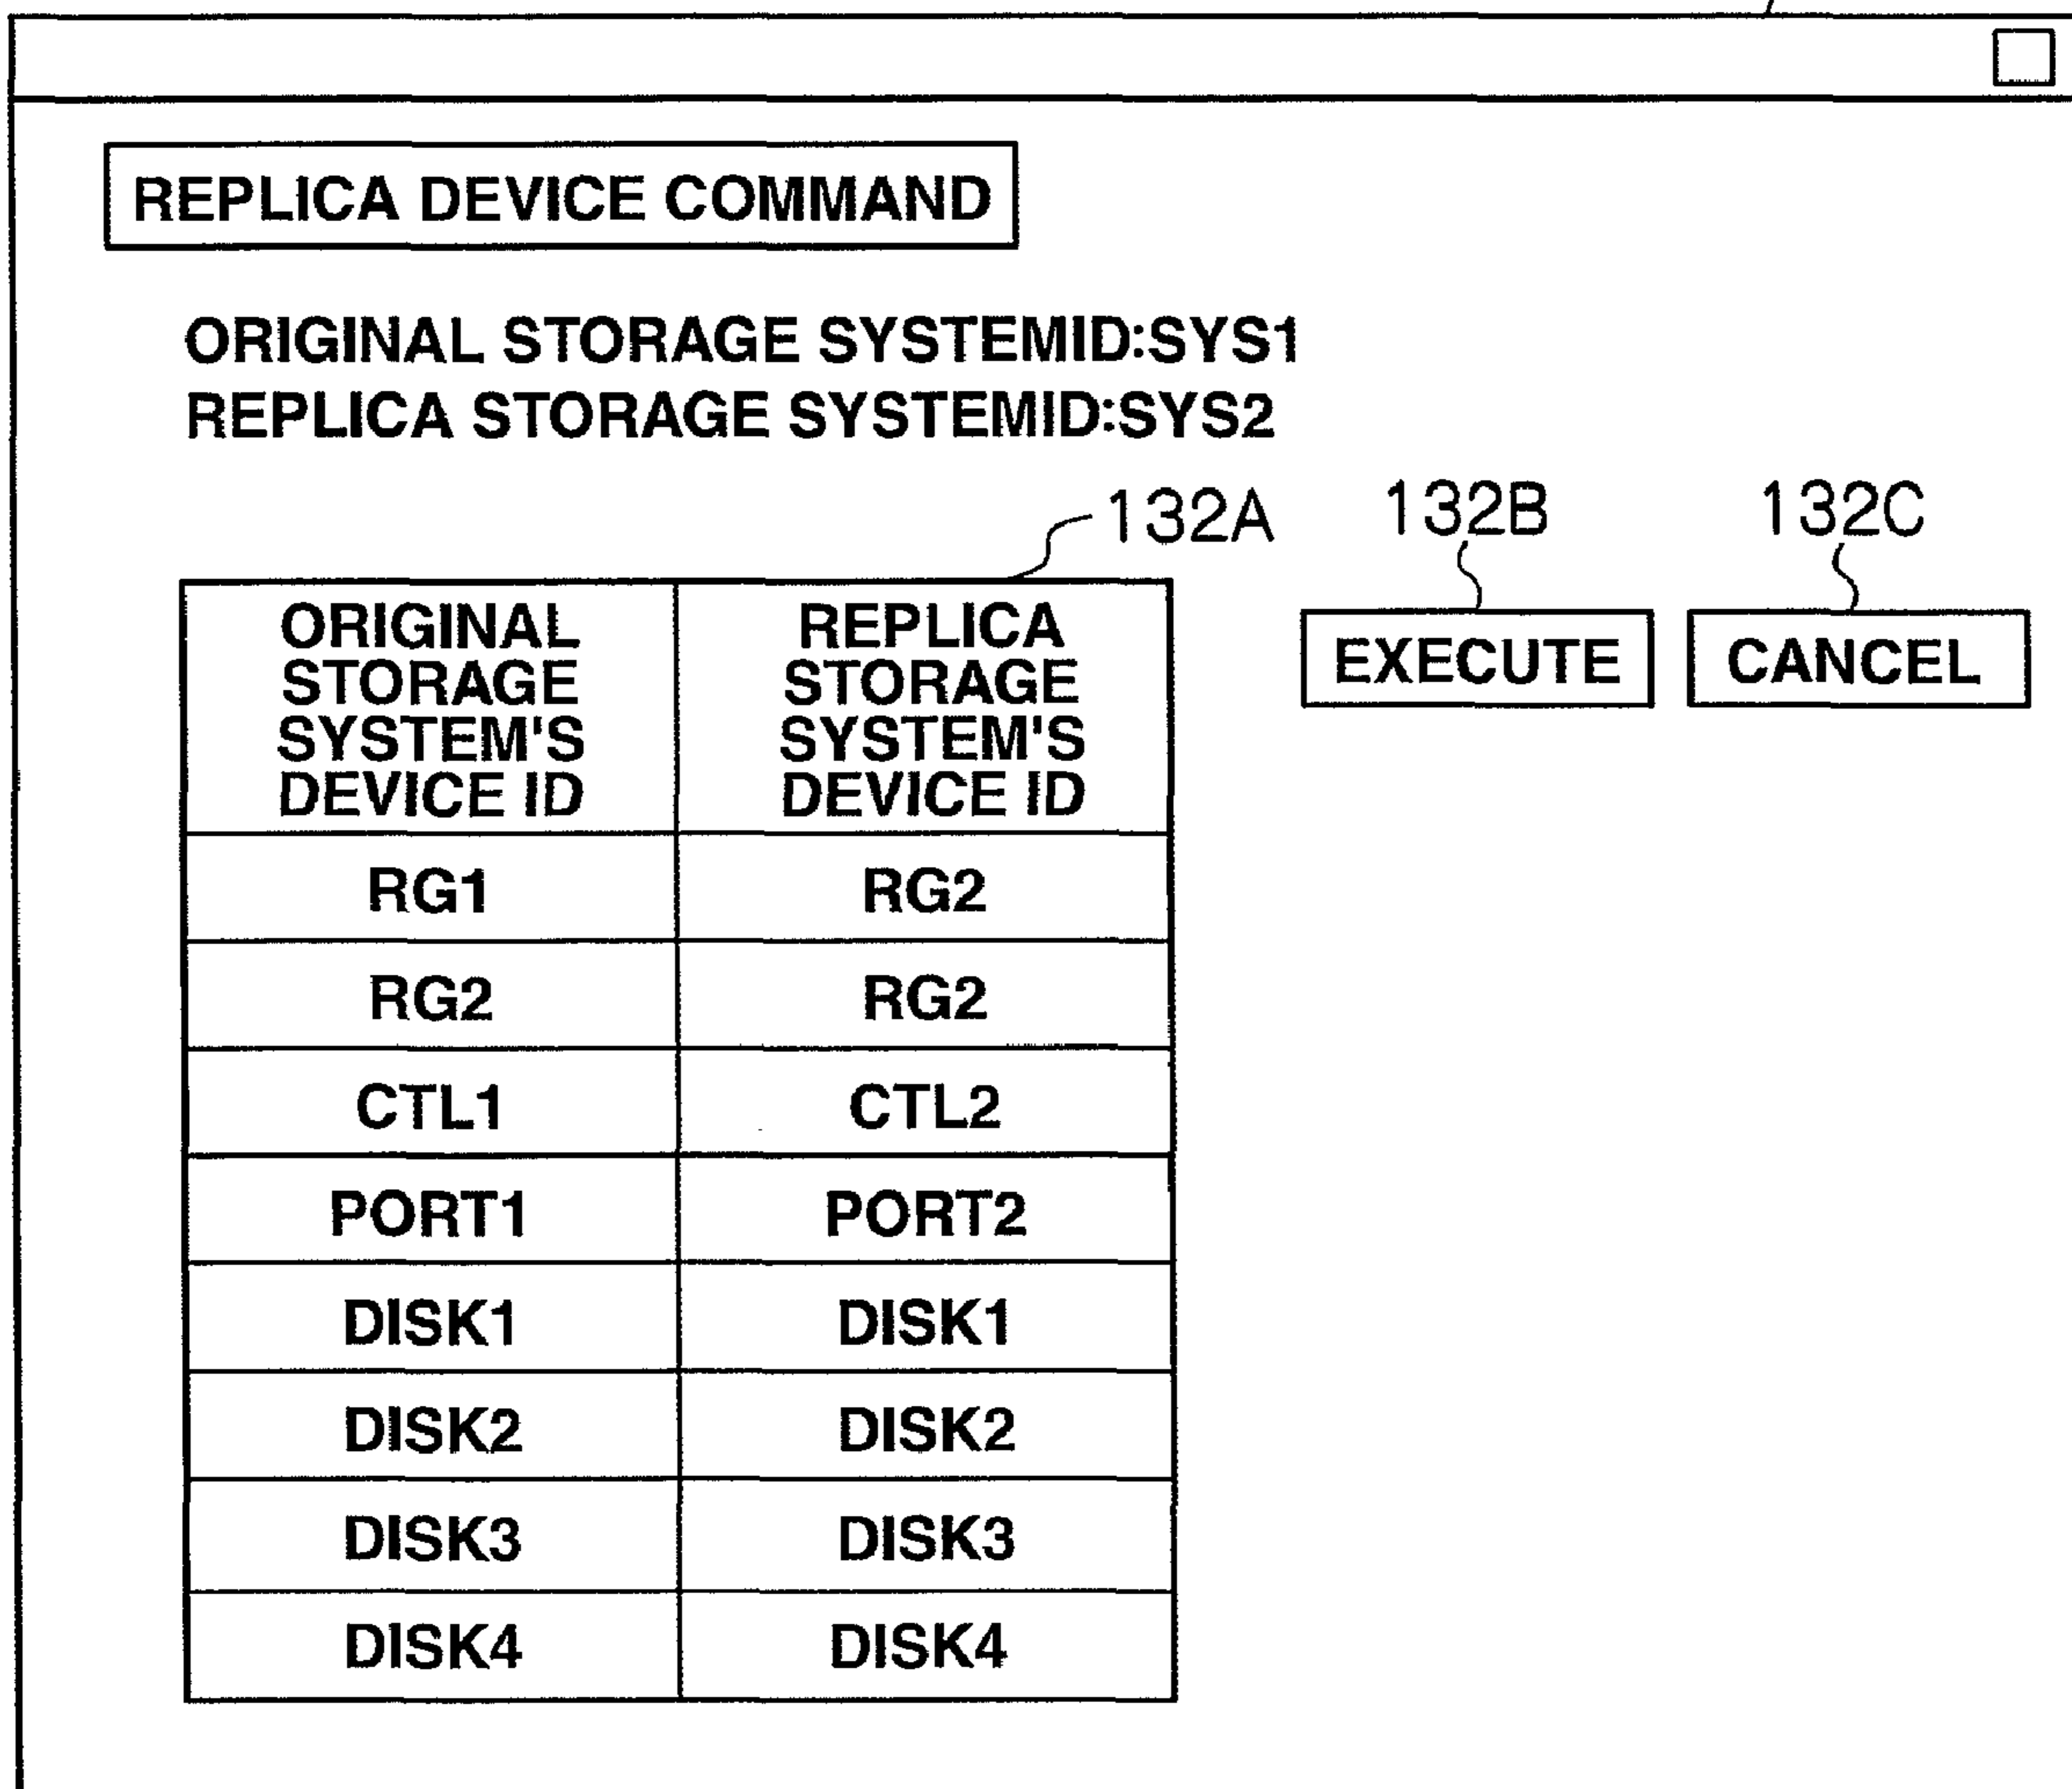 REPLICA DEVICE COMMAND
ORIGINAL STORAGE SYSTEMID:SYS1
REPLICA STORAGE SYSTEMID:SYS2
132A 132B 132C
ORIGINAL STORAGE SYSTEM'S DEVICE ID REPLICA STORAGE SYSTEM'S DEVICE ID
EXECUTE CANCEL
RG1 RG2
RG2 RG2
CTL1 CTL2
PORT1 PORT2
DISK1 DISK1
DISK2 DISK2
DISK3 DISK3
DISK4 DISK4